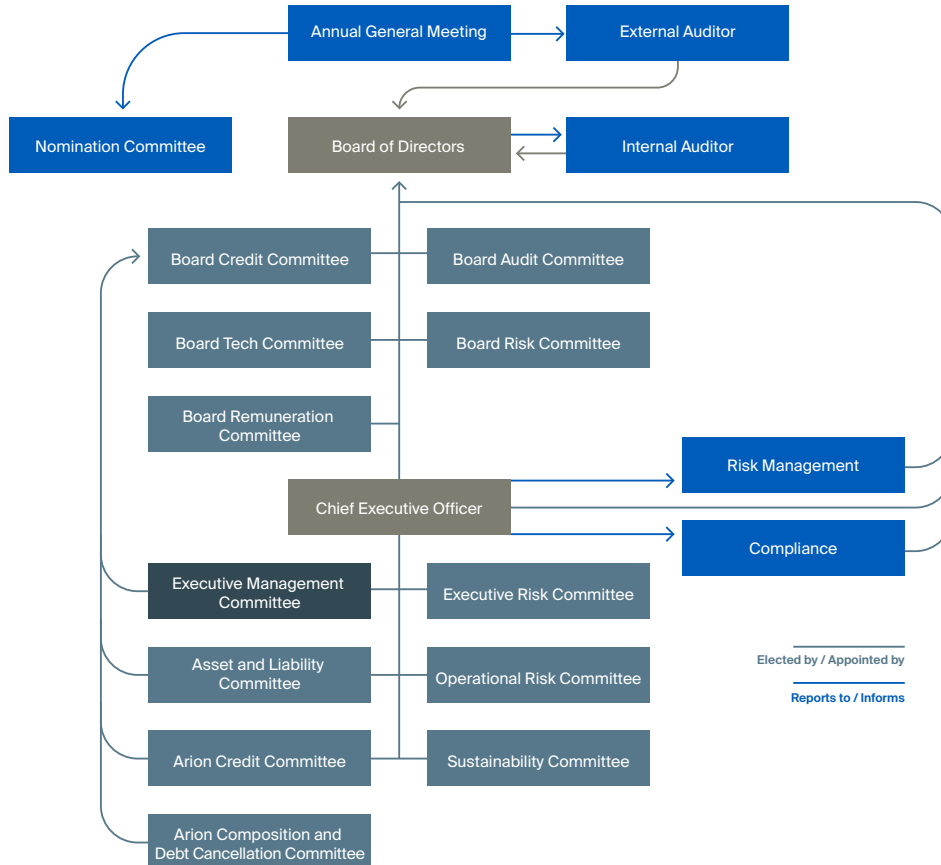 Annual General Meeting
External Auditor
Nomination Committee
Board of Directors
Internal Auditor
Board Credit Committee
Board Audit Committee
Board Tech Committee
Board Risk Committee
Board Remuneration
Committee
Risk Management
Chief Executive Officer
Compliance
Executive Management
Committee
Executive Risk Committee
Elected by / Appointed by
Asset and Liability
Committee
Operational Risk Committee
Reports to / Informs
Arion Credit Committee
Sustainability Committee
Arion Composition and
Debt Cancellation Committee